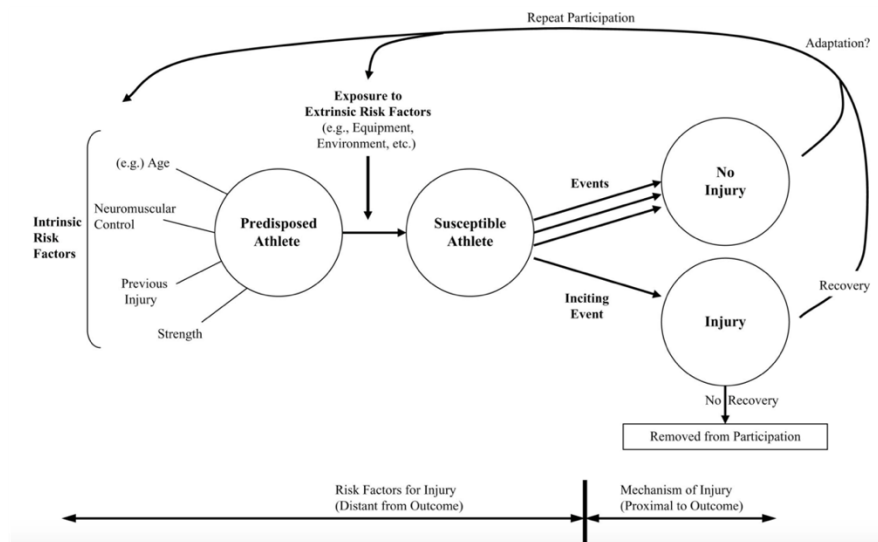 Repeat Participation
Adaptation?
Exposure to
Extrinsic Risk Factors
(e.g., Equipment,
Environment, etc.)
(e.g.) Age
Neuromuscular
Control
Intrinsic
Risk
Factors
Previous
Injury
Strength
Predisposed
Athlete
Susceptible
Athlete
Events
No
Injury
Inciting
Event
Injury
Recovery
No Recovery
Removed from Participation
Risk Factors for Injury
(Distant from Outcome)
Mechanism of Injury
(Proximal to Outcome)